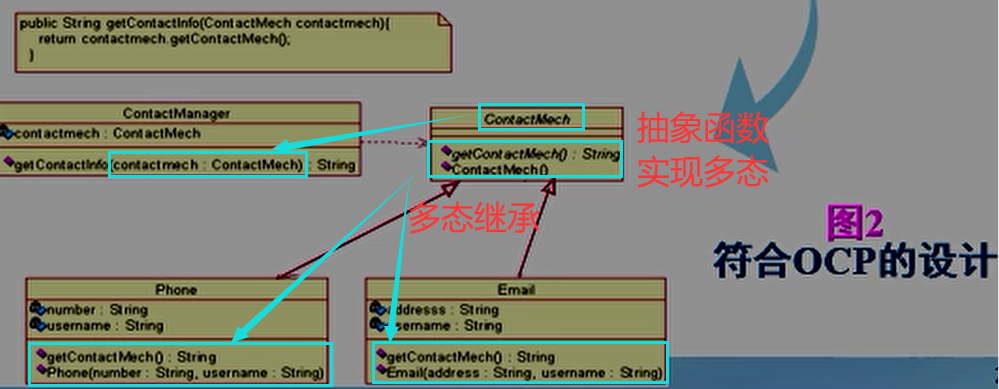 public String getContactInfo(ContactMech contactmech){
return contactmech.getContactMech();
}
ContactManager
contactmech : ContactMech
getContactInfo(contactmech : ContactMech) : String
ContactMech
getContactMech() : String
ContactMech()
抽象函数
实现多态
多态继承
图2
符合OCP的设计
Phone
number : String
username : String
getContactMech() : String
Phone(number : String, username : String)
Email
addresss : String
username : String
getContactMech() : String
Email(address : String, username : String)